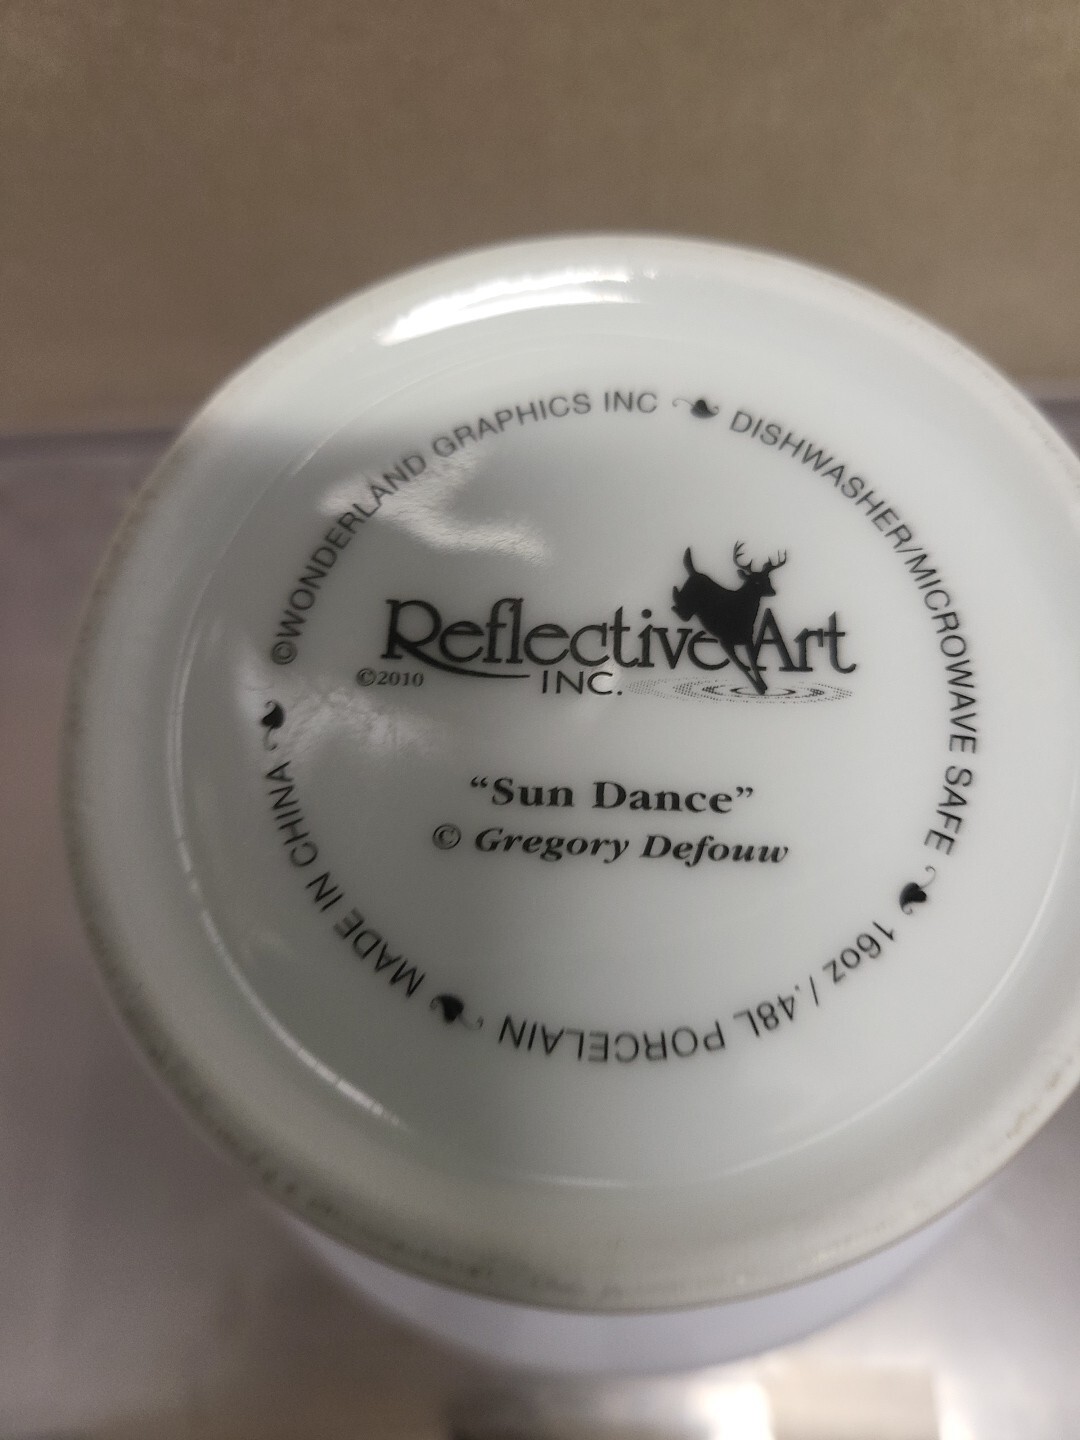 ©WONDERLAND GRAPHICS INC
DISHWASHER/MICROWAVE SAFE
16oz / .48L PORCELAIN
MADE IN CHINA
Reflective Art
©2010 INC.
“Sun Dance”
© Gregory Defouw